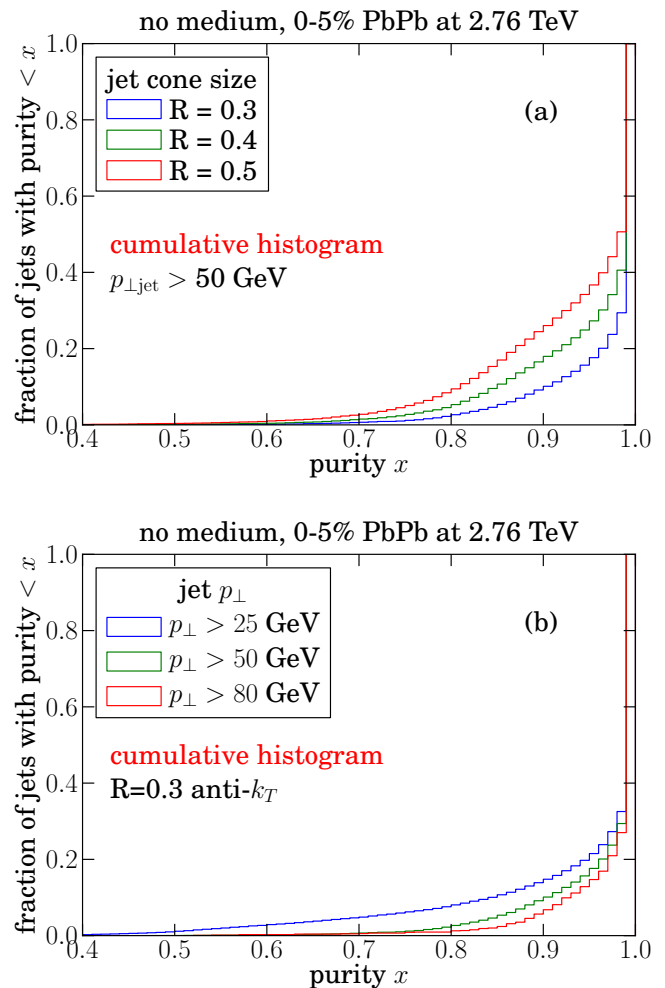 no medium, 0-5% PbPb at 2.76 TeV
fraction of jets with purity < x
1.0
0.8
0.6
0.4
0.2
0.0
jet cone size
R = 0.3
R = 0.4
R = 0.5
(a)
cumulative histogram
p⊥jet > 50 GeV
0.4 0.5 0.6 0.7 0.8 0.9 1.0
purity x
no medium, 0-5% PbPb at 2.76 TeV
fraction of jets with purity < x
1.0
0.8
0.6
0.4
0.2
0.0
jet p⊥
p⊥ > 25 GeV
p⊥ > 50 GeV
p⊥ > 80 GeV
(b)
cumulative histogram
R=0.3 anti-kT
0.4 0.5 0.6 0.7 0.8 0.9 1.0
purity x